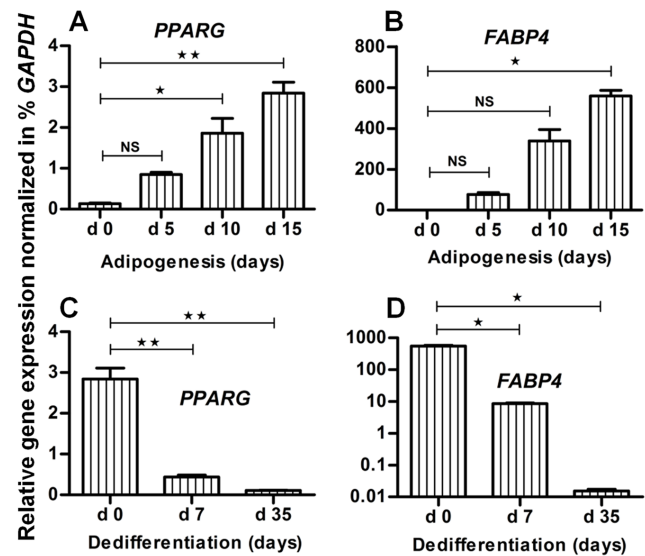 Relative gene expression normalized in % GAPDH
A
PPARG
★★
★
NS
4
3
2
1
0
d 0 d 5 d 10 d 15
Adipogenesis (days)
B
FABP4
★
NS
NS
800
600
400
200
0
d 0 d 5 d 10 d 15
Adipogenesis (days)
C
★★
★★
PPARG
4
3
2
1
0
d 0 d 7 d 35
Dedifferentiation (days)
D
★
★
FABP4
1000
100
10
1
0.1
0.01
d 0 d 7 d 35
Dedifferentiation (days)